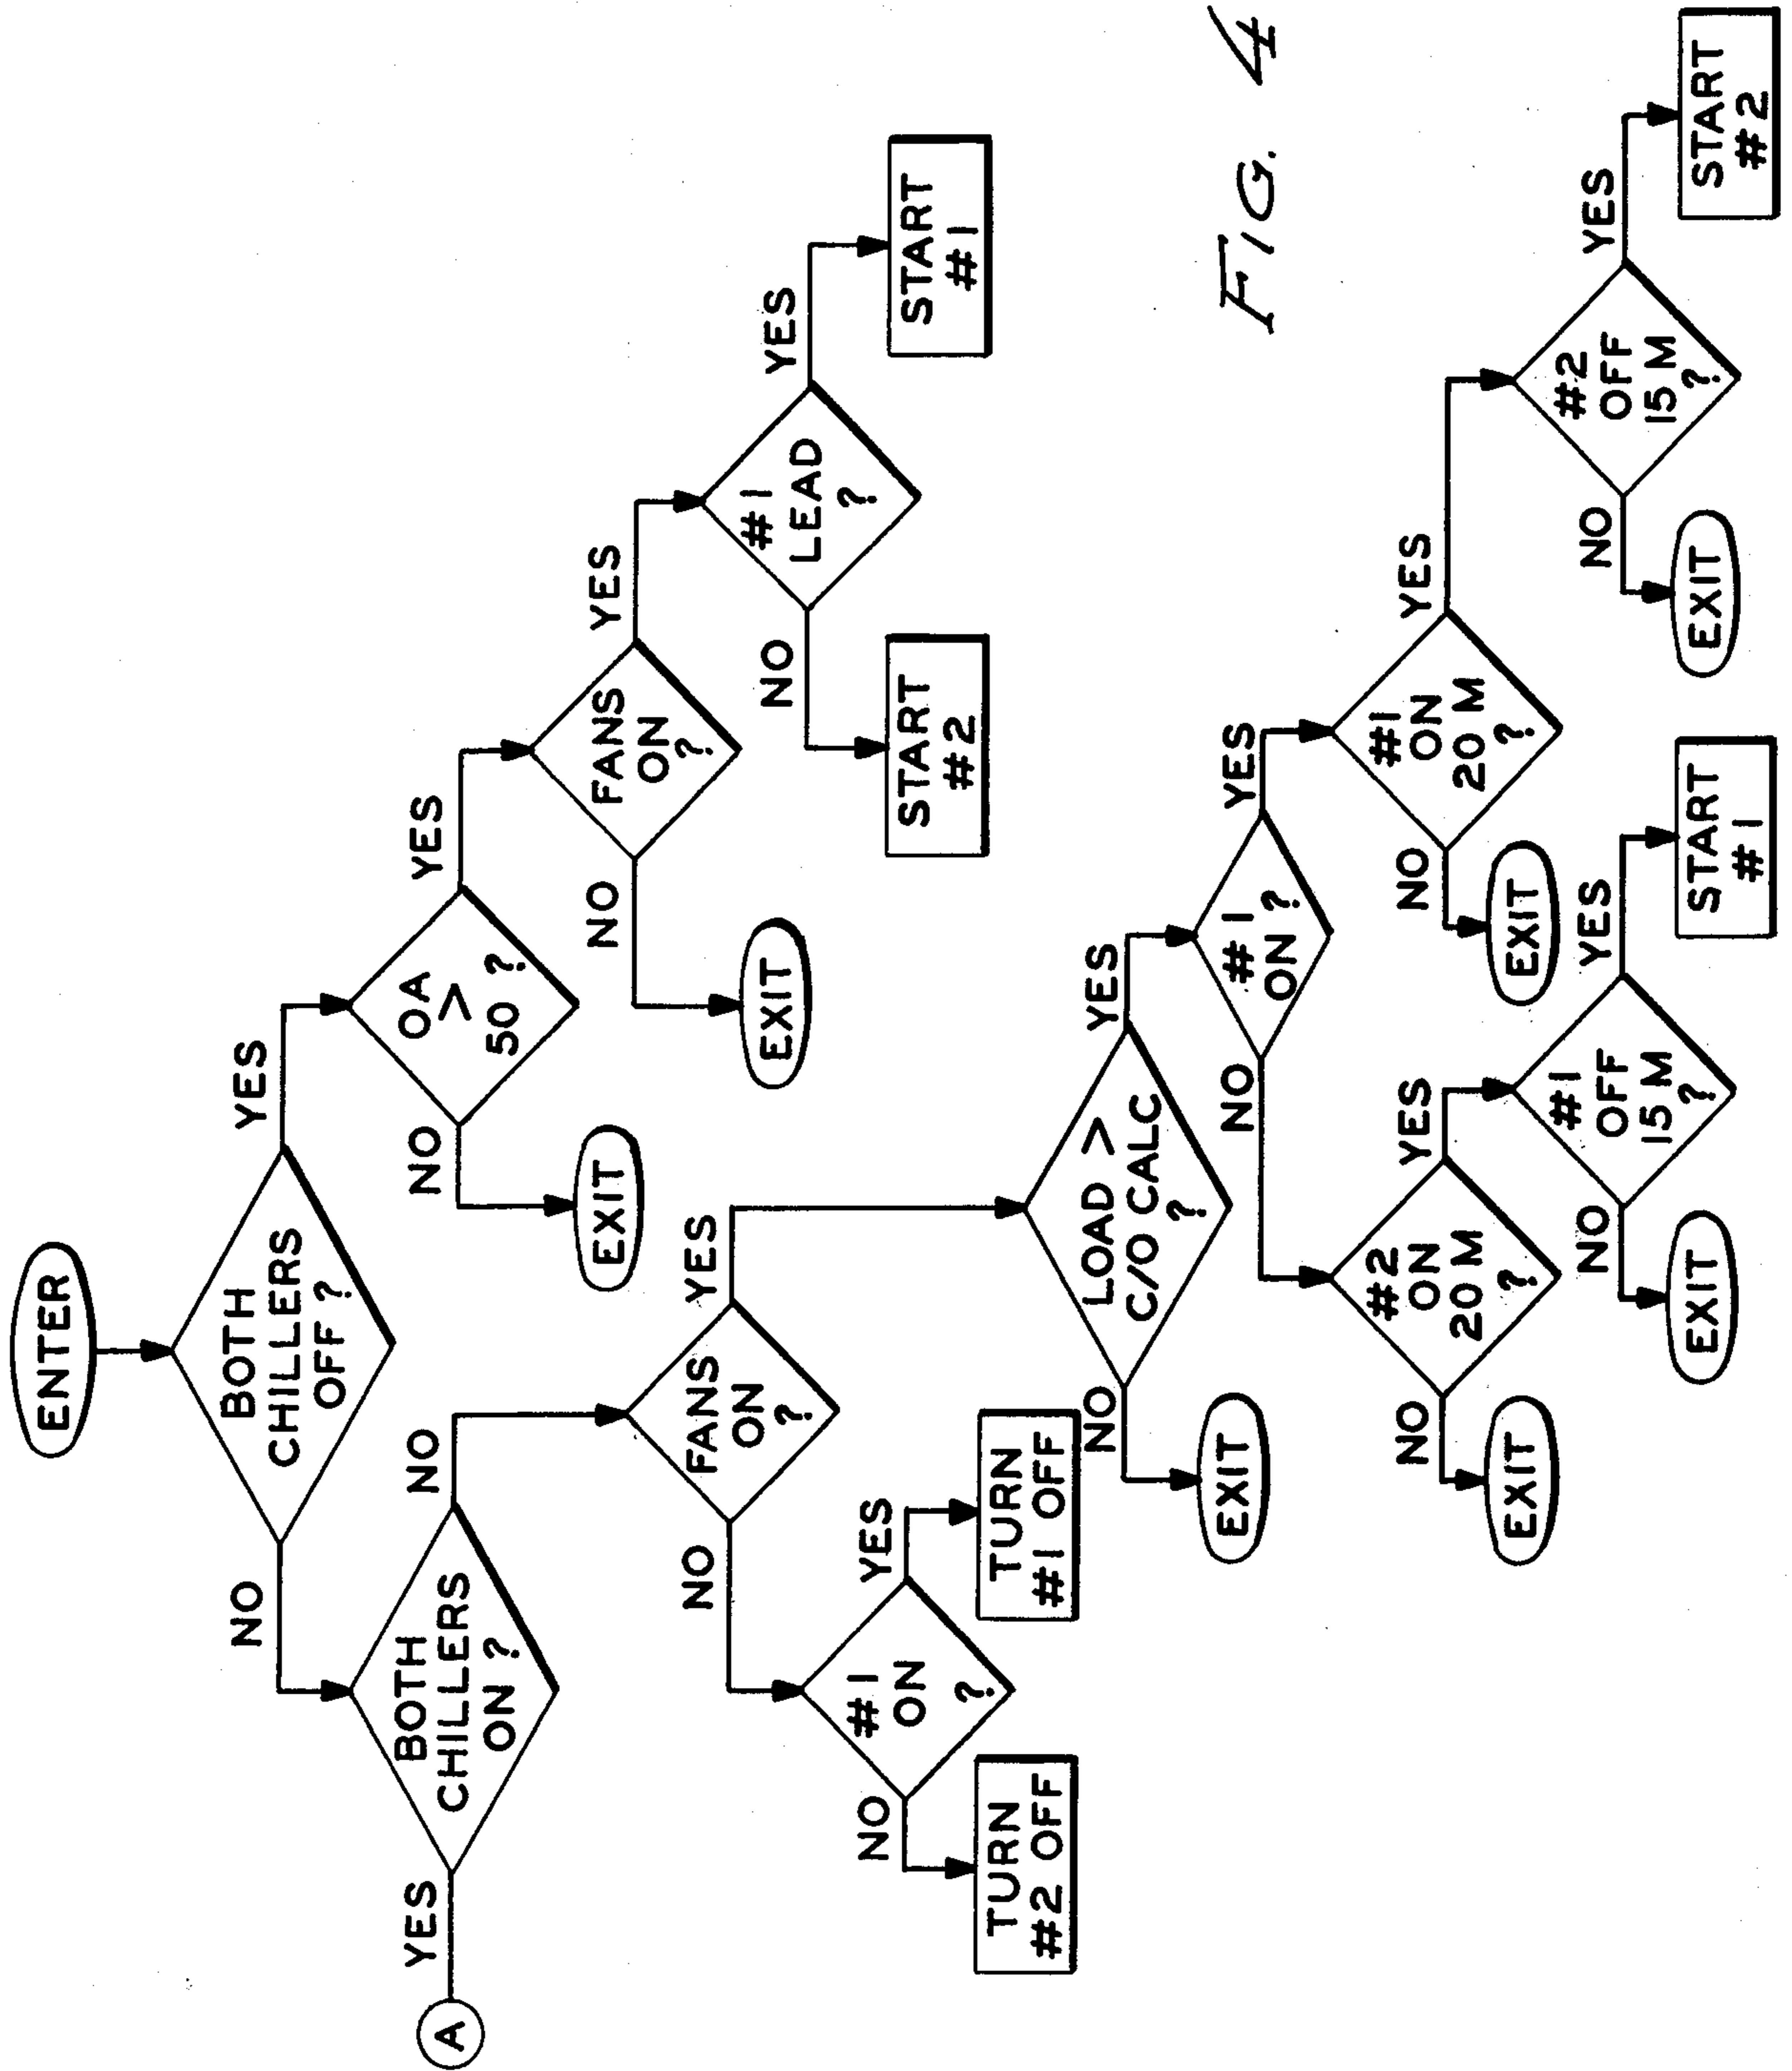 ENTER
BOTH
CHILLERS
OFF ?
NO
YES
BOTH
CHILLERS
ON ?
YES
NO
A
OA
>
50 ?
NO
YES
EXIT
FANS
ON
?
NO
YES
EXIT
#1
LEAD
?
NO
YES
START
#2
START
#1
FANS
ON
?
NO
YES
#1
ON
?
NO
YES
TURN
#2 OFF
TURN
#1 OFF
LOAD >
C/O CALC
?
NO
YES
EXIT
#1
ON ?
NO
YES
#2
ON
20 M
?
NO
YES
EXIT
#1
OFF
15 M
?
NO
YES
EXIT
START
#1
#1
ON
20 M
?
NO
YES
EXIT
#2
OFF
15 M
?
NO
YES
EXIT
START
#2
FIG. 4